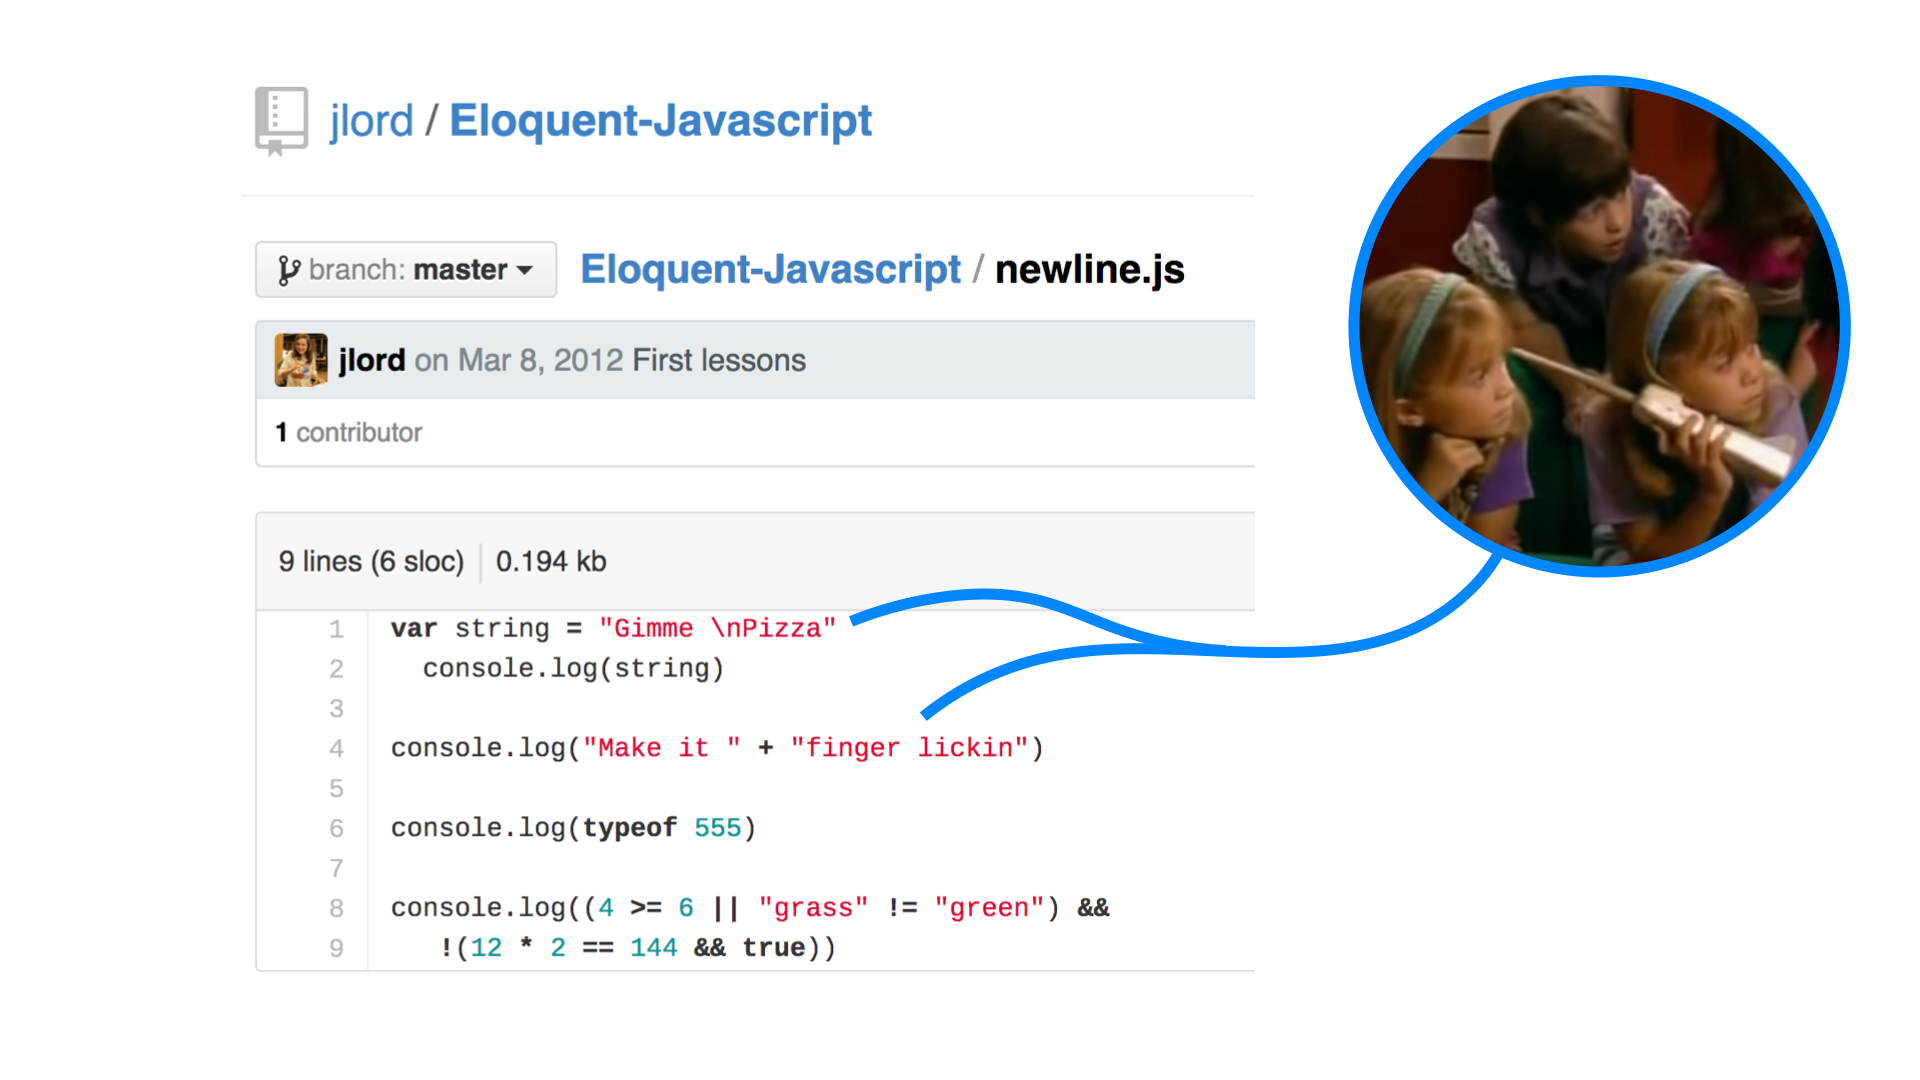 jlord / Eloquent-Javascript
branch: master Eloquent-Javascript / newline.js
jlord on Mar 8, 2012 First lessons
1 contributor
9 lines (6 sloc) 0.194 kb
1 var string = "Gimme \nPizza"
2 console.log(string)
3
4 console.log("Make it " + "finger lickin")
5
6 console.log(typeof 555)
7
8 console.log((4 >= 6 || "grass" != "green") &&
9 !(12 * 2 == 144 && true))